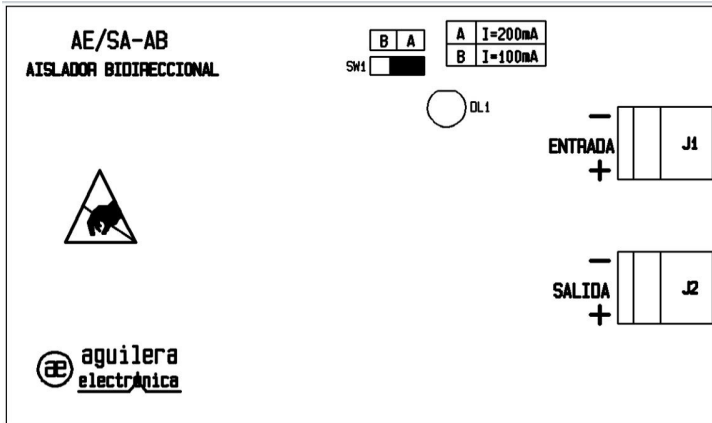 AE/SA-AB
AISLADOR BIDIRECCIONAL
B A
SW1
A I=200mA
B I=100mA
DL1
−
ENTRADA
+
J1
−
SALIDA
+
J2
æ aguilera
electrónica